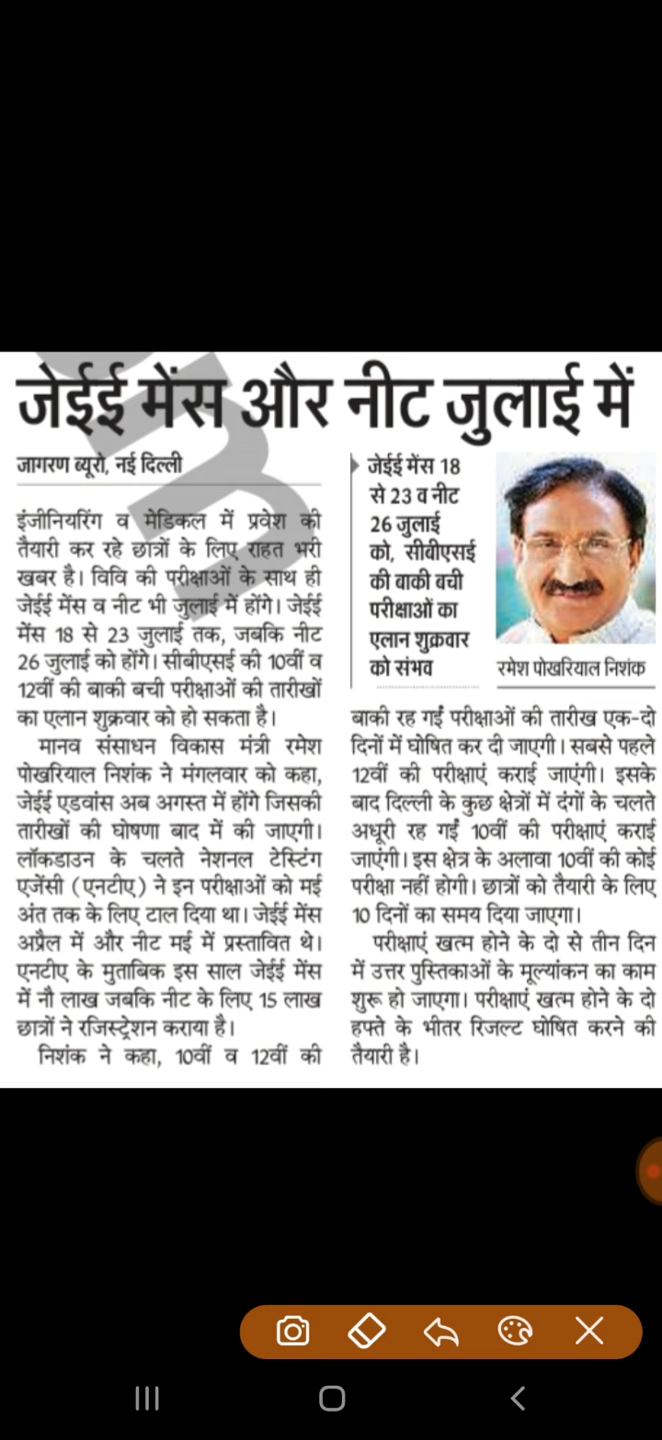 जेईई मेंस और नीट जुलाई में
जागरण ब्यूरो, नई दिल्ली
इंजीनियरिंग व मेडिकल में प्रवेश की
तैयारी कर रहे छात्रों के लिए राहत भरी
खबर है। विवि की परीक्षाओं के साथ ही
जेईई मेंस व नीट भी जुलाई में होंगे। जेईई
मेंस 18 से 23 जुलाई तक, जबकि नीट
26 जुलाई को होंगे। सीबीएसई की 10वीं व
12वीं की बाकी बची परीक्षाओं की तारीखों
का एलान शुक्रवार को हो सकता है।
मानव संसाधन विकास मंत्री रमेश
पोखरियाल निशंक ने मंगलवार को कहा,
जेईई एडवांस अब अगस्त में होंगे जिसकी
तारीखों की घोषणा बाद में की जाएगी।
लॉकडाउन के चलते नेशनल टेस्टिंग
एजेंसी (एनटीए) ने इन परीक्षाओं को मई
अंत तक के लिए टाल दिया था। जेईई मेंस
अप्रैल में और नीट मई में प्रस्तावित थे।
एनटीए के मुताबिक इस साल जेईई मेंस
में नौ लाख जबकि नीट के लिए 15 लाख
छात्रों ने रजिस्ट्रेशन कराया है।
निशंक ने कहा, 10वीं व 12वीं की
जेईई मेंस 18
से 23 व नीट
26 जुलाई
को, सीबीएसई
की बाकी बची
परीक्षाओं का
एलान शुक्रवार
को संभव
रमेश पोखरियाल निशंक
बाकी रह गईं परीक्षाओं की तारीख एक-दो
दिनों में घोषित कर दी जाएगी। सबसे पहले
12वीं की परीक्षाएं कराई जाएंगी। इसके
बाद दिल्ली के कुछ क्षेत्रों में दंगों के चलते
अधूरी रह गईं 10वीं की परीक्षाएं कराई
जाएंगी। इस क्षेत्र के अलावा 10वीं की कोई
परीक्षा नहीं होगी। छात्रों को तैयारी के लिए
10 दिनों का समय दिया जाएगा।
परीक्षाएं खत्म होने के दो से तीन दिन
में उत्तर पुस्तिकाओं के मूल्यांकन का काम
शुरू हो जाएगा। परीक्षाएं खत्म होने के दो
हफ्ते के भीतर रिजल्ट घोषित करने की
तैयारी है।